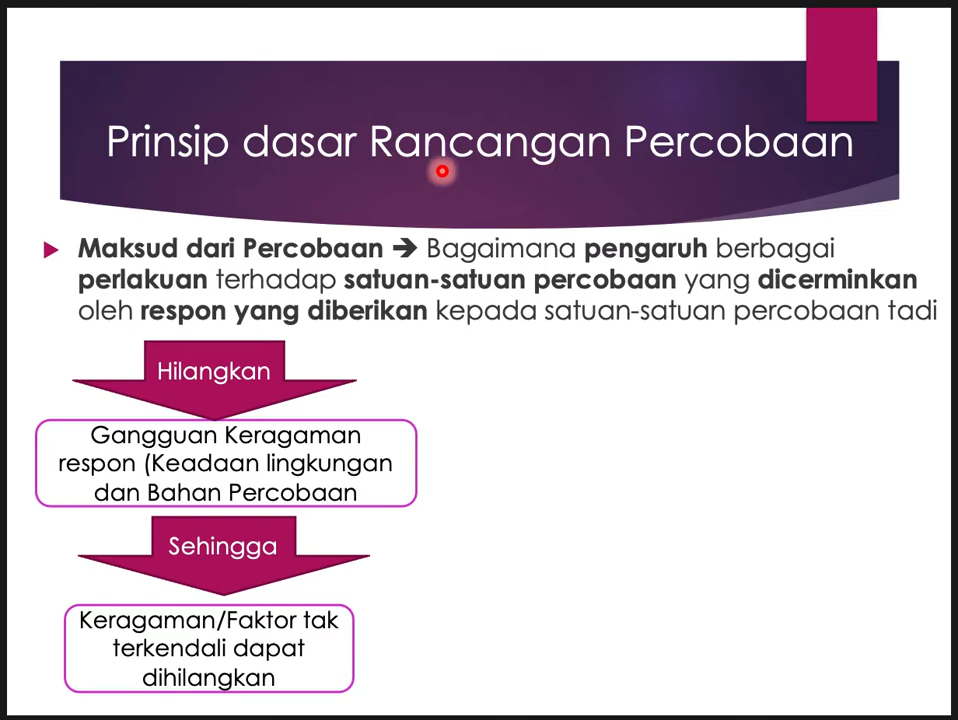 Prinsip dasar Rancangan Percobaan
Maksud dari Percobaan ➔ Bagaimana pengaruh berbagai
perlakuan terhadap satuan-satuan percobaan yang dicerminkan
oleh respon yang diberikan kepada satuan-satuan percobaan tadi
Hilangkan
Gangguan Keragaman
respon (Keadaan lingkungan
dan Bahan Percobaan
Sehingga
Keragaman/Faktor tak
terkendali dapat
dihilangkan